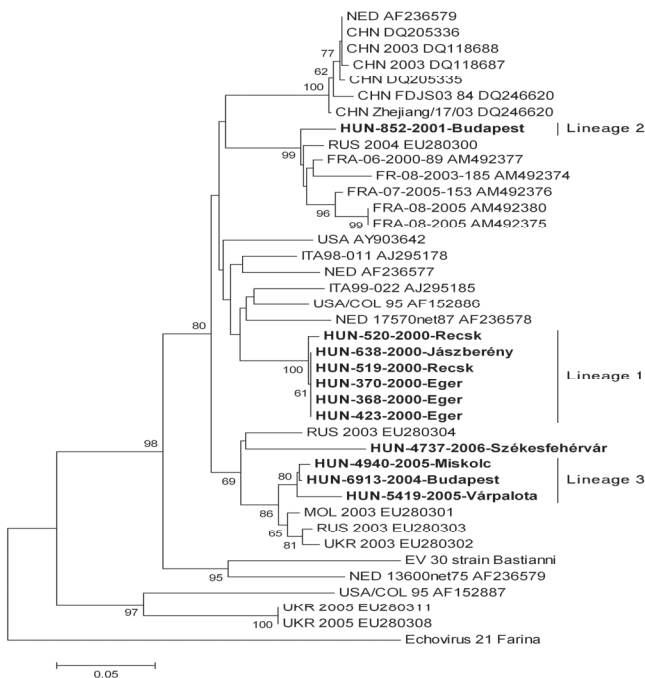 NED AF236579
CHN DQ205336
77
CHN 2003 DQ118688
CHN 2003 DQ118687
62
CHN DQ205335
100
CHN FDJS03 84 DQ246620
CHN Zhejiang/17/03 DQ246620
HUN-852-2001-Budapest
Lineage 2
RUS 2004 EU280300
99
FRA-06-2000-89 AM492377
FR-08-2003-185 AM492374
FRA-07-2005-153 AM492376
96
FRA-08-2005 AM492380
99
FRA-08-2005 AM492375
USA AY903642
ITA98-011 AJ295178
NED AF236577
ITA99-022 AJ295185
USA/COL 95 AF152886
NED 17570net87 AF236578
80
HUN-520-2000-Recsk
HUN-638-2000-Jászberény
100
HUN-519-2000-Recsk
HUN-370-2000-Eger
Lineage 1
61
HUN-368-2000-Eger
HUN-423-2000-Eger
RUS 2003 EU280304
98
HUN-4737-2006-Székesfehérvár
HUN-4940-2005-Miskolc
80
69
HUN-6913-2004-Budapest
Lineage 3
HUN-5419-2005-Várpalota
86
MOL 2003 EU280301
65
RUS 2003 EU280303
81
UKR 2003 EU280302
EV 30 strain Bastianni
95
NED 13600net75 AF236579
USA/COL 95 AF152887
97
UKR 2005 EU280311
100
UKR 2005 EU280308
Echovirus 21 Farina
0.05